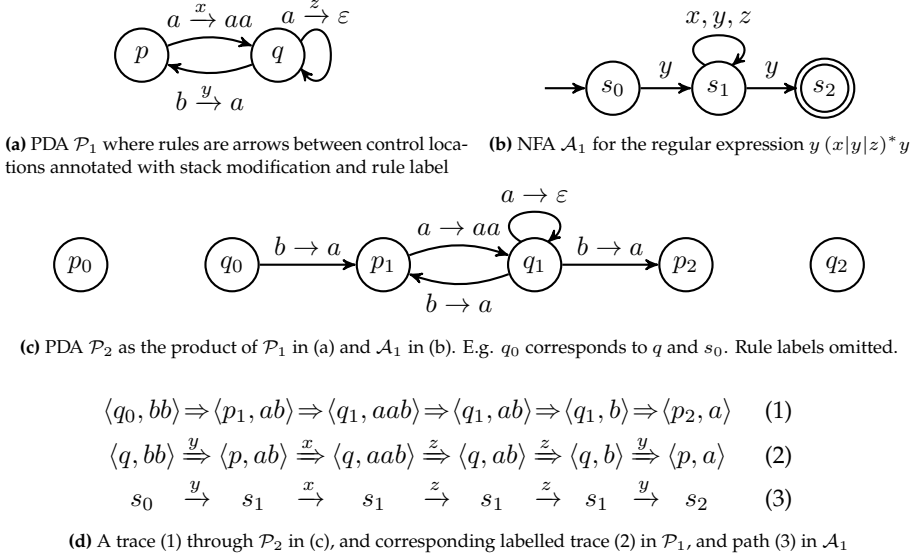 a →ˣ aa
a →ᶻ ε
p
q
b →ʸ a
(a) PDA 𝒫₁ where rules are arrows between control loca-
tions annotated with stack modification and rule label
x, y, z
s₀
y
s₁
y
s₂
(b) NFA 𝒜₁ for the regular expression y (x|y|z)* y
a → ε
p₀
q₀
b → a
p₁
a → aa
b → a
q₁
b → a
p₂
q₂
(c) PDA 𝒫₂ as the product of 𝒫₁ in (a) and 𝒜₁ in (b). E.g. q₀ corresponds to q and s₀. Rule labels omitted.
⟨q₀, bb⟩ ⇒ ⟨p₁, ab⟩ ⇒ ⟨q₁, aab⟩ ⇒ ⟨q₁, ab⟩ ⇒ ⟨q₁, b⟩ ⇒ ⟨p₂, a⟩ (1)
⟨q, bb⟩ ⇒ʸ ⟨p, ab⟩ ⇒ˣ ⟨q, aab⟩ ⇒ᶻ ⟨q, ab⟩ ⇒ᶻ ⟨q, b⟩ ⇒ʸ ⟨p, a⟩ (2)
s₀ →ʸ s₁ →ˣ s₁ →ᶻ s₁ →ᶻ s₁ →ʸ s₂ (3)
(d) A trace (1) through 𝒫₂ in (c), and corresponding labelled trace (2) in 𝒫₁, and path (3) in 𝒜₁